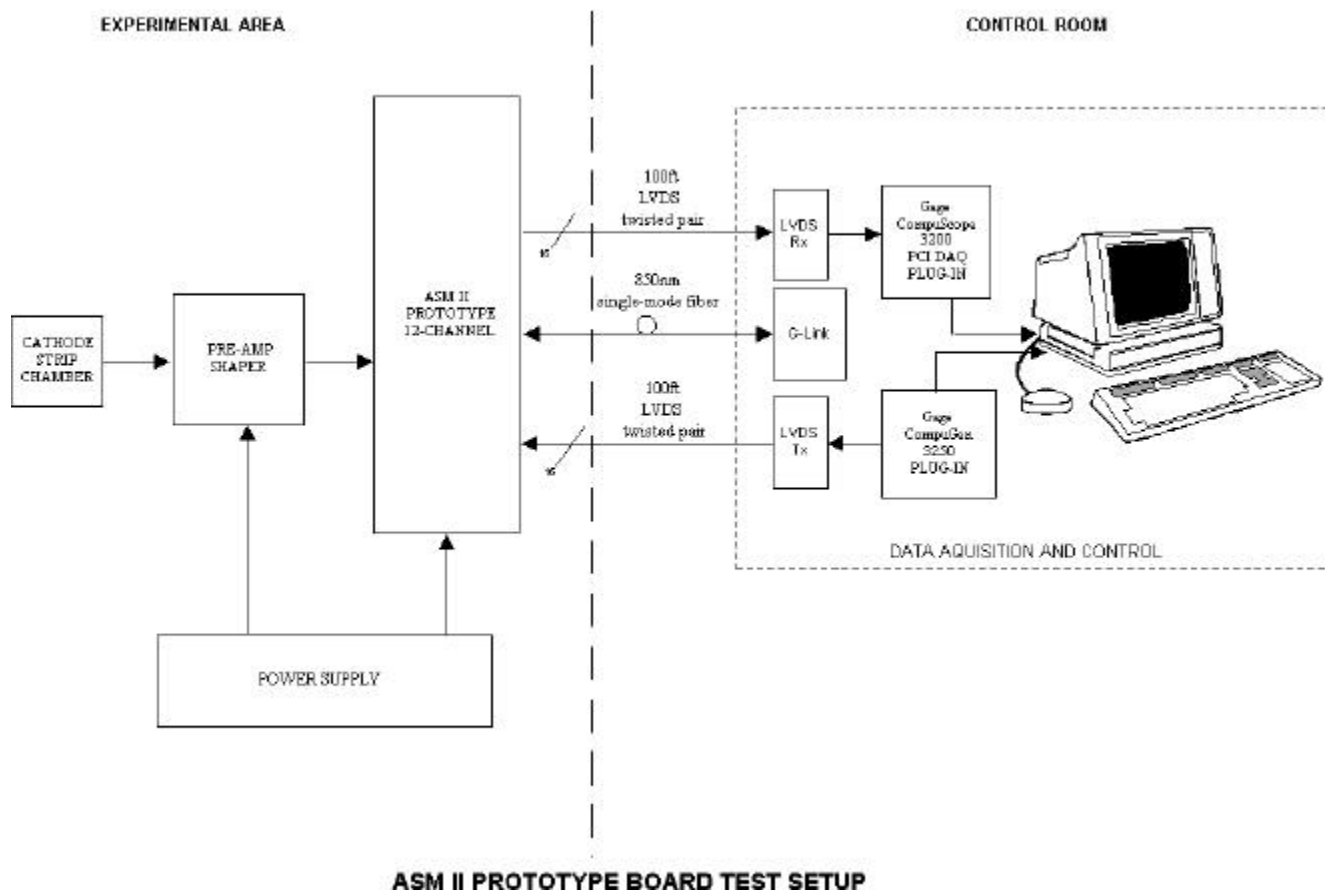 EXPERIMENTAL AREA
CONTROL ROOM
100ft
LVDS
twisted pair
16
LVDS
Rx
Gage
CompuScope
3200
PCI DAQ
PLUG-IN
850nm
single-mode fiber
ASM II
PROTOTYPE
12-CHANNEL
G-Link
CATHODE
STRIP
CHAMBER
PRE-AMP
SHAPER
100ft
LVDS
twisted pair
16
LVDS
Tx
Gage
CompuGen
3250
PLUG-IN
DATA AQUISITION AND CONTROL
POWER SUPPLY
ASM II PROTOTYPE BOARD TEST SETUP